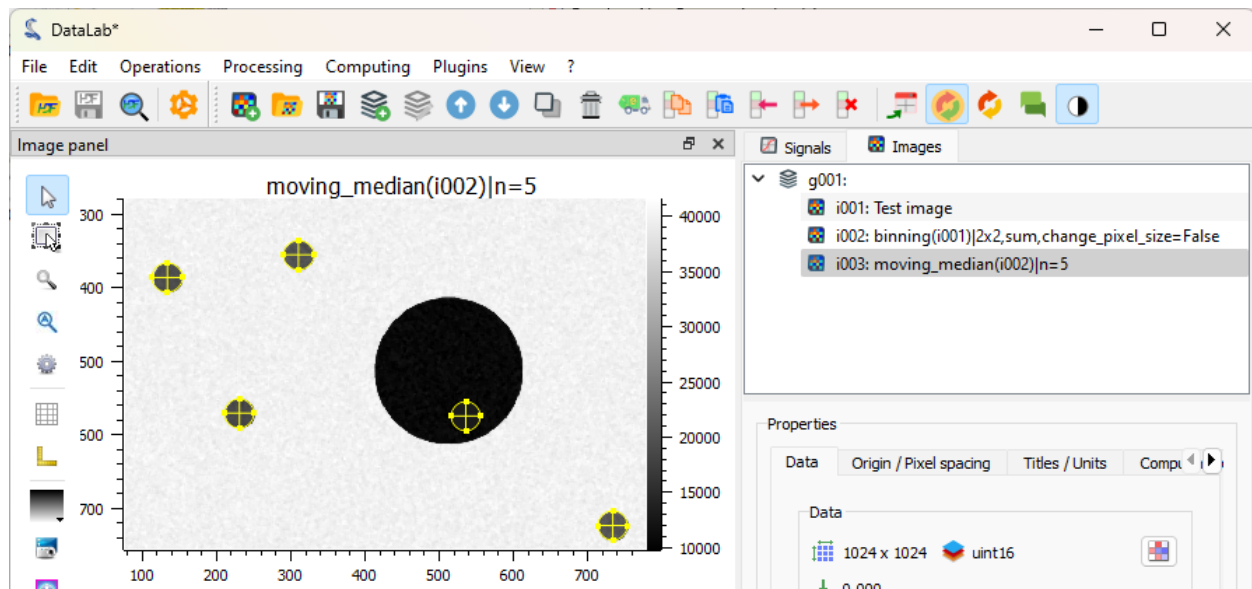 DataLab*
File Edit Operations Processing Computing Plugins View ?
Image panel
Signals
Images
moving_median(i002)|n=5
300
400
500
500
700
100 200 300 400 500 600 700
40000
35000
30000
25000
20000
15000
10000
g001:
i001: Test image
i002: binning(i001)|2x2,sum,change_pixel_size=False
i003: moving_median(i002)|n=5
Properties
Data Origin / Pixel spacing Titles / Units Compu
Data
1024 x 1024 uint16